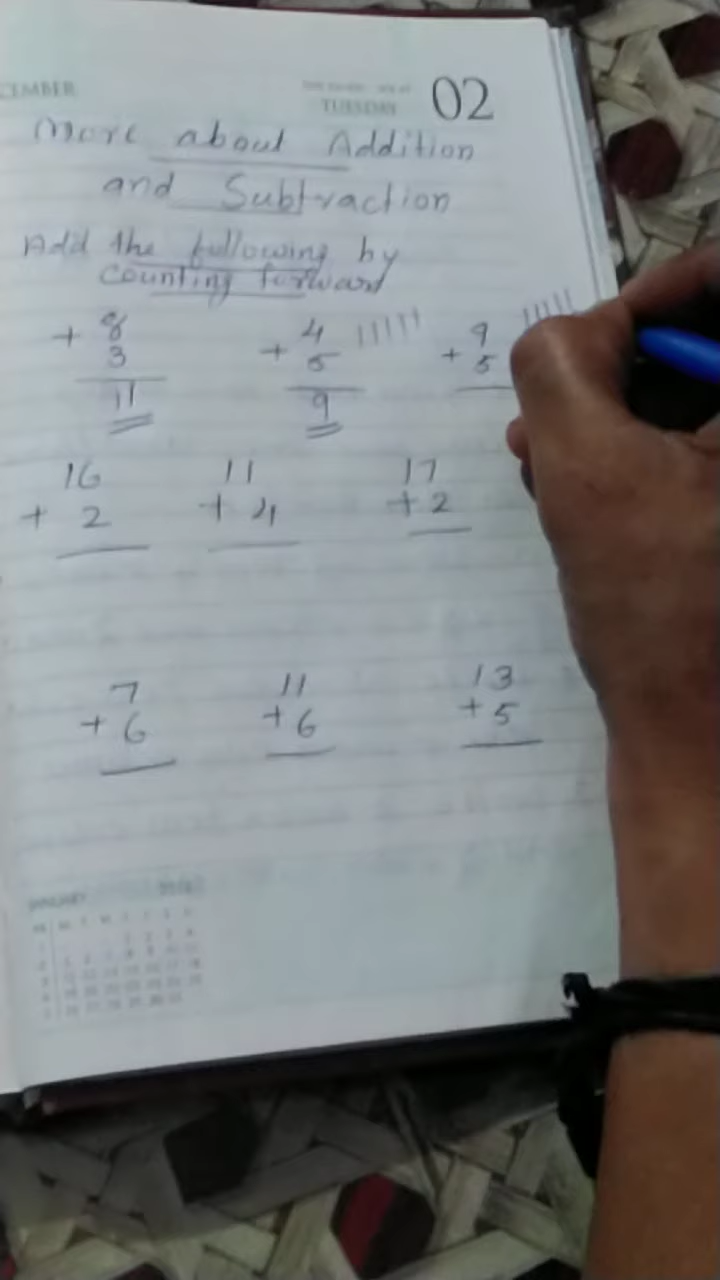 CEMBER
TUESDAY 02
More about Addition
and Subtraction
Add the following by
counting forward
+ 8 + 4 ||||| 9 |||||
3 5 + 5
11 9
16 11 17
+ 2 + 4 + 2
7 11 13
+ 6 + 6 + 5
JANUARY